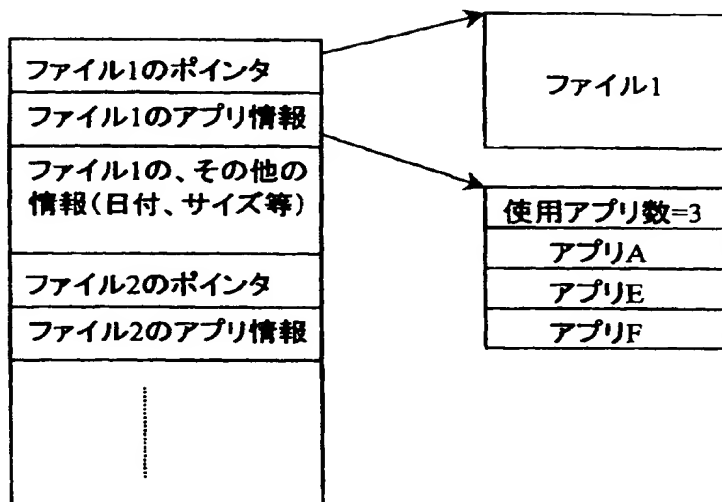 ファイル1のポインタ
ファイル1のアプリ情報
ファイル1の、その他の
情報(日付、サイズ等)
ファイル2のポインタ
ファイル2のアプリ情報
ファイル1
使用アプリ数=3
アプリA
アプリE
アプリF